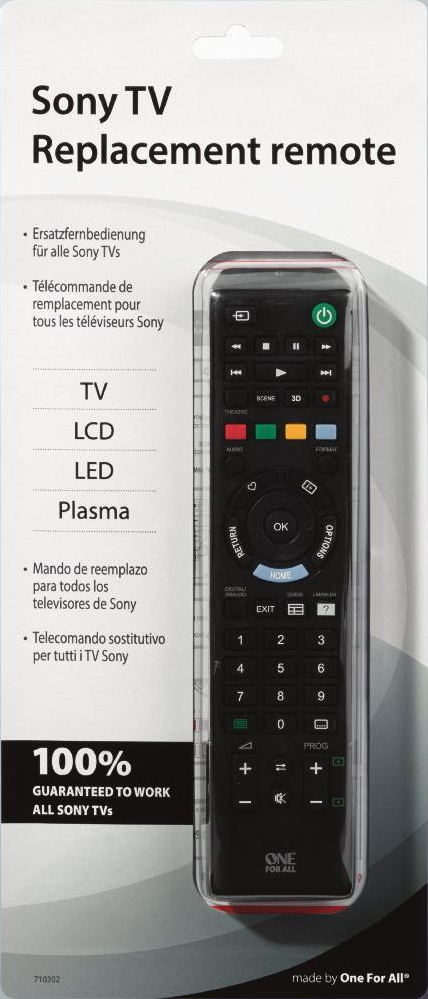 Sony TV
Replacement remote
• Ersatzfernbedienung
für alle Sony TVs
• Télécommande de
remplacement pour
tous les téléviseurs Sony
TV
LCD
LED
Plasma
• Mando de reemplazo
para todos los
televisores de Sony
• Telecomando sostitutivo
per tutti i TV Sony
100%
GUARANTEED TO WORK
ALL SONY TVs
710302
made by One For All®
SCENE 3D
THEATRE
AUDIO FORMAT
RETURN OK OPTIONS
HOME
DIGITAL/
ANALOG GUIDE i-MANUAL
EXIT ?
1 2 3
4 5 6
7 8 9
0
PROG
+ +
− −
ONE
FOR ALL